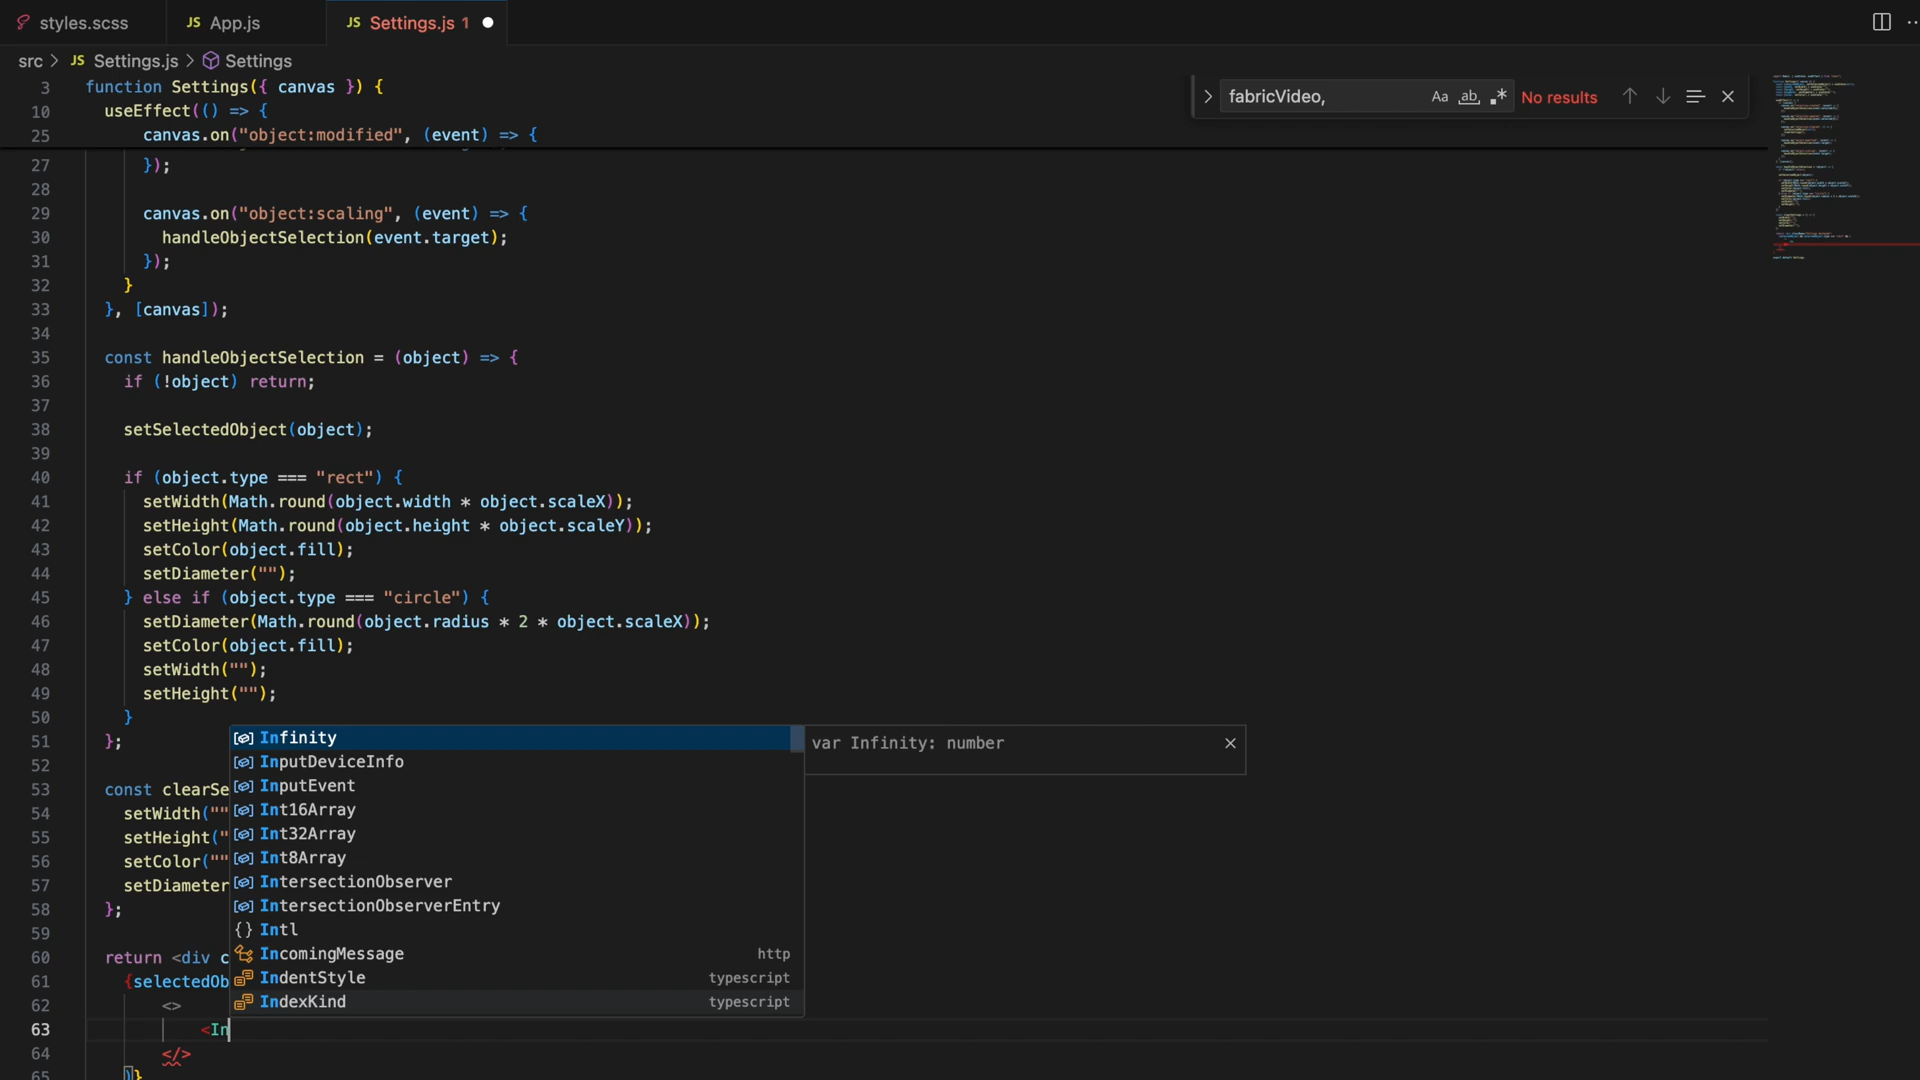 styles.scss
JS App.js
JS Settings.js 1
src > JS Settings.js > Settings
3 function Settings({ canvas }) {
10 useEffect(() => {
25 canvas.on("object:modified", (event) => {
fabricVideo,
Aa ab .*
No results
27 });
28
29 canvas.on("object:scaling", (event) => {
30 handleObjectSelection(event.target);
31 });
32 }
33 }, [canvas]);
34
35 const handleObjectSelection = (object) => {
36 if (!object) return;
37
38 setSelectedObject(object);
39
40 if (object.type === "rect") {
41 setWidth(Math.round(object.width * object.scaleX));
42 setHeight(Math.round(object.height * object.scaleY));
43 setColor(object.fill);
44 setDiameter("");
45 } else if (object.type === "circle") {
46 setDiameter(Math.round(object.radius * 2 * object.scaleX));
47 setColor(object.fill);
48 setWidth("");
49 setHeight("");
50 }
51 };
52
53 const clearSe
54 setWidth(""
55 setHeight("
56 setColor(""
57 setDiameter
58 };
59
60 return <div c
61 {selectedOb
62 <>
63 <In
64 </>
65 )}
Infinity
InputDeviceInfo
InputEvent
Int16Array
Int32Array
Int8Array
IntersectionObserver
IntersectionObserverEntry
{} Intl
IncomingMessage http
IndentStyle typescript
IndexKind typescript
var Infinity: number